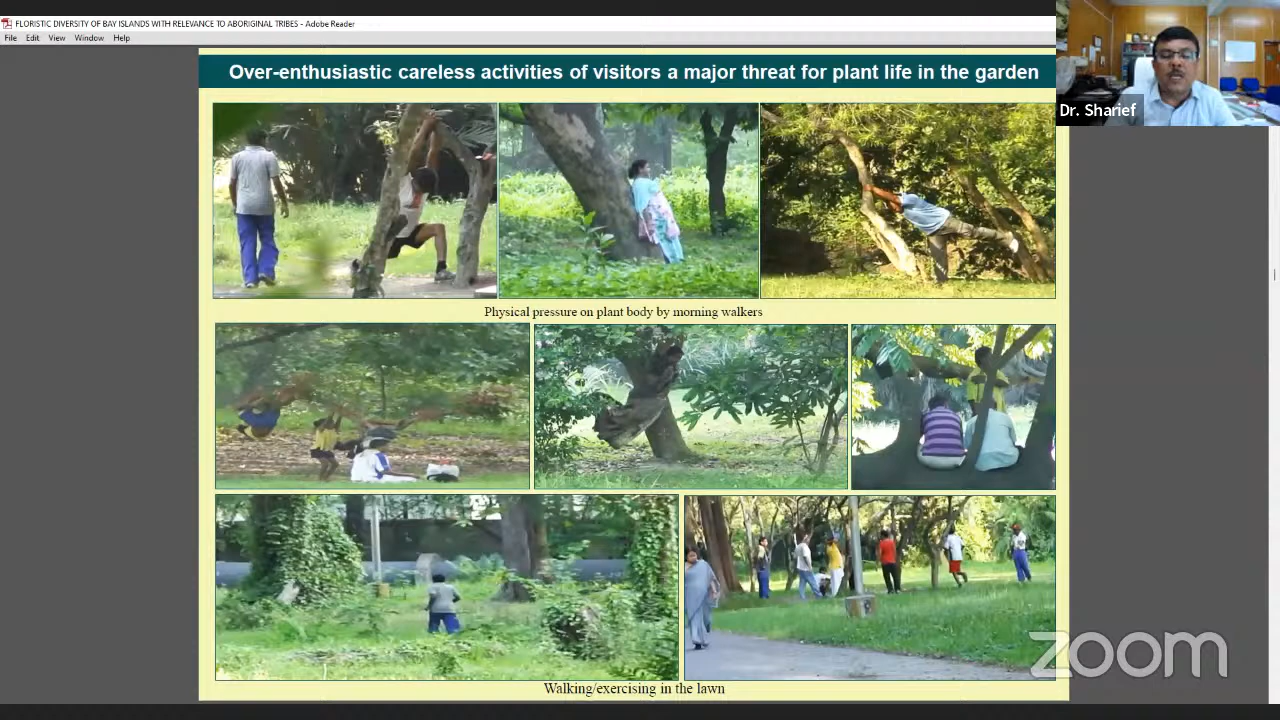 FLORISTIC DIVERSITY OF BAY ISLANDS WITH RELEVANCE TO ABORIGINAL TRIBES - Adobe Reader
File Edit View Window Help
Over-enthusiastic careless activities of visitors a major threat for plant life in the garden
Dr. Sharief
Physical pressure on plant body by morning walkers
Walking/exercising in the lawn
zoom